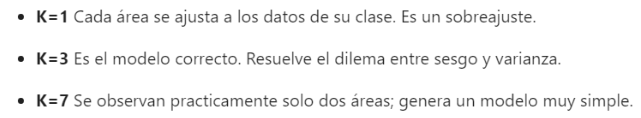 • K=1 Cada área se ajusta a los datos de su clase. Es un sobreajuste.
• K=3 Es el modelo correcto. Resuelve el dilema entre sesgo y varianza.
• K=7 Se observan practicamente solo dos áreas; genera un modelo muy simple.